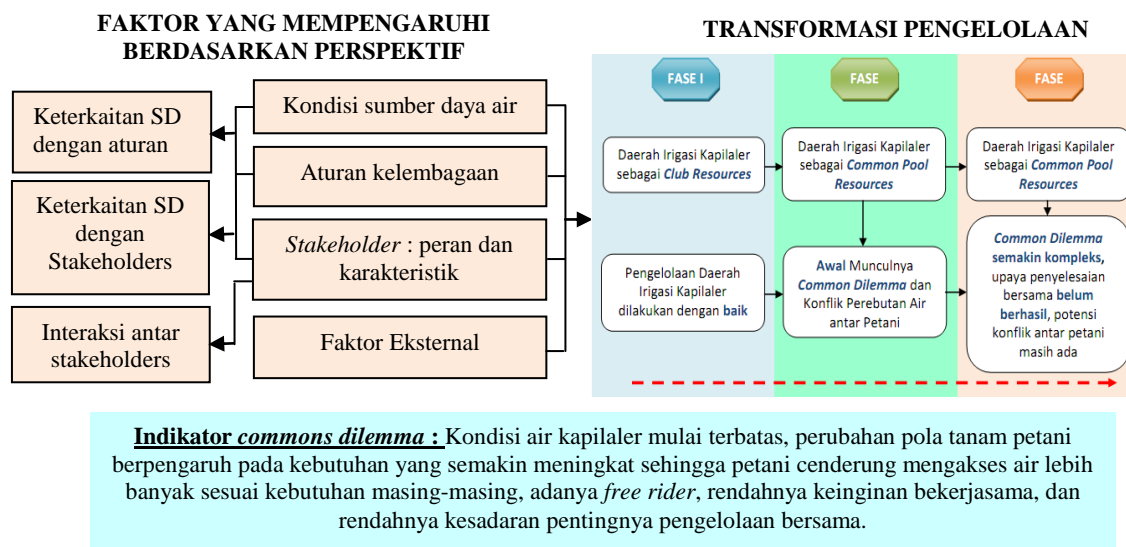 FAKTOR YANG MEMPENGARUHI
BERDASARKAN PERSPEKTIF
Keterkaitan SD
dengan aturan
Keterkaitan SD
dengan
Stakeholders
Interaksi antar
stakeholders
Kondisi sumber daya air
Aturan kelembagaan
Stakeholder : peran dan
karakteristik
Faktor Eksternal
TRANSFORMASI PENGELOLAAN
FASE I
FASE
FASE
Daerah Irigasi Kapilaler
sebagai Club Resources
Daerah Irigasi Kapilaler
sebagai Common Pool
Resources
Daerah Irigasi Kapilaler
sebagai Common Pool
Resources
Pengelolaan Daerah
Irigasi Kapilaler
dilakukan dengan baik
Awal Munculnya
Common Dilemma dan
Konflik Perebutan Air
antar Petani
Common Dilemma
semakin kompleks,
upaya penyelesaian
bersama belum
berhasil, potensi
konflik antar petani
masih ada
Indikator commons dilemma : Kondisi air kapilaler mulai terbatas, perubahan pola tanam petani
berpengaruh pada kebutuhan yang semakin meningkat sehingga petani cenderung mengakses air lebih
banyak sesuai kebutuhan masing-masing, adanya free rider, rendahnya keinginan bekerjasama, dan
rendahnya kesadaran pentingnya pengelolaan bersama.